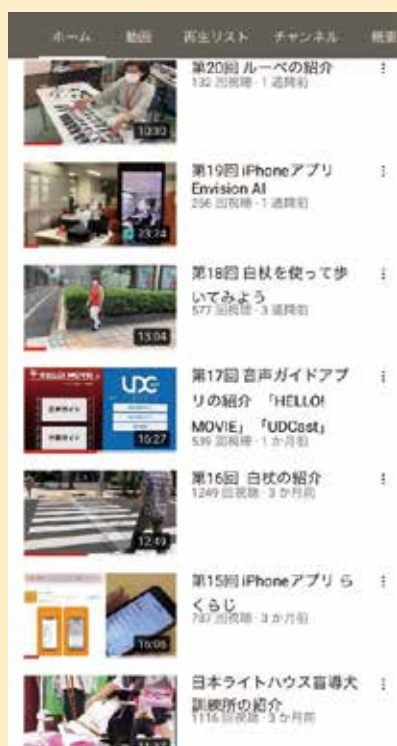 ホーム 動画 再生リスト チャンネル 概要
第20回 ルーペの紹介
132 回視聴・1 週間前
10:30
第19回 iPhoneアプリ
Envision AI
256 回視聴・1 週間前
23:24
第18回 白杖を使って歩
いてみよう
577 回視聴・3 週間前
13:04
第17回 音声ガイドアプ
リの紹介 「HELLO!
MOVIE」「UDCast」
539 回視聴・1 か月前
HELLO! MOVIE
UDCast
音声ガイド
字幕ガイド
16:27
第16回 白杖の紹介
1249 回視聴・3 か月前
12:49
第15回 iPhoneアプリ ら
くらじ
787 回視聴・3 か月前
16:06
日本ライトハウス盲導犬
訓練所の紹介
1116 回視聴・3 か月前